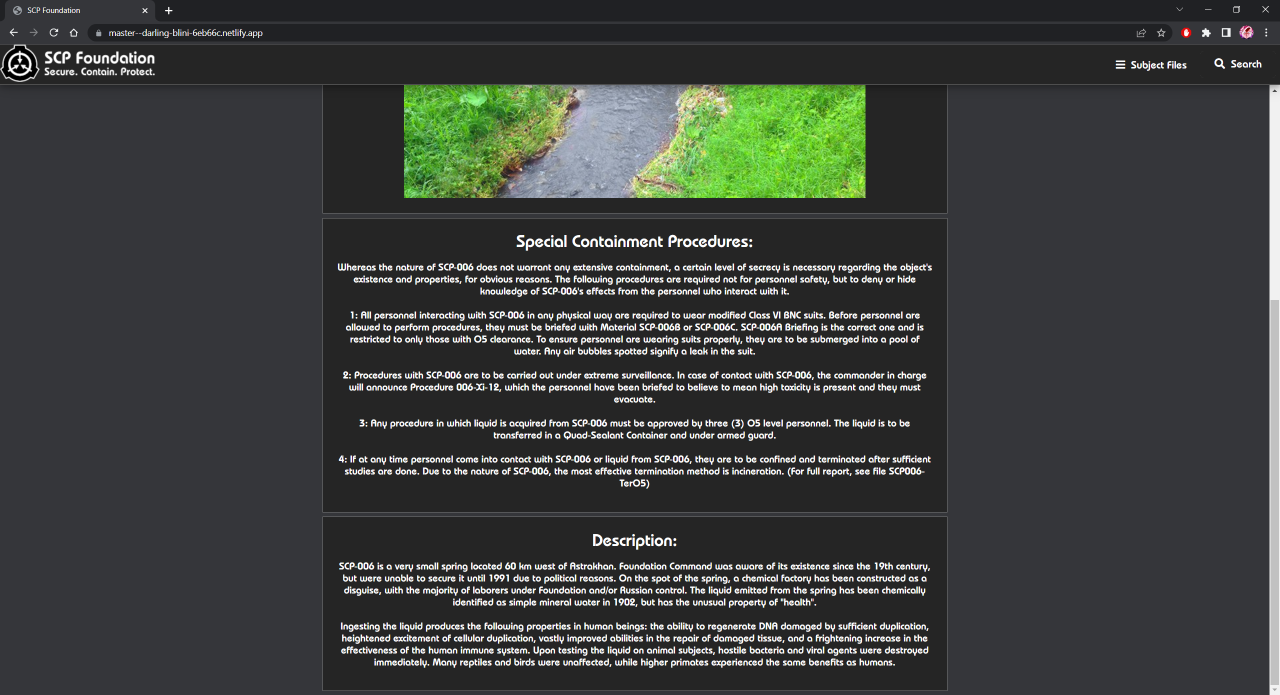 SCP Foundation
master--darling-blini-6eb66c.netlify.app
SCP Foundation
Secure. Contain. Protect.
Subject Files
Search
Special Containment Procedures:
Whereas the nature of SCP-006 does not warrant any extensive containment, a certain level of secrecy is necessary regarding the object's
existence and properties, for obvious reasons. The following procedures are required not for personnel safety, but to deny or hide
knowledge of SCP-006's effects from the personnel who interact with it.
1: All personnel interacting with SCP-006 in any physical way are required to wear modified Class VI BNC suits. Before personnel are
allowed to perform procedures, they must be briefed with Material SCP-006B or SCP-006C. SCP-006A Briefing is the correct one and is
restricted to only those with O5 clearance. To ensure personnel are wearing suits properly, they are to be submerged into a pool of
water. Any air bubbles spotted signify a leak in the suit.
2: Procedures with SCP-006 are to be carried out under extreme surveillance. In case of contact with SCP-006, the commander in charge
will announce Procedure 006-Xi-12, which the personnel have been briefed to believe to mean high toxicity is present and they must
evacuate.
3: Any procedure in which liquid is acquired from SCP-006 must be approved by three (3) O5 level personnel. The liquid is to be
transferred in a Quad-Sealant Container and under armed guard.
4: If at any time personnel come into contact with SCP-006 or liquid from SCP-006, they are to be confined and terminated after sufficient
studies are done. Due to the nature of SCP-006, the most effective termination method is incineration. (For full report, see file SCP006-
TerO5)
Description:
SCP-006 is a very small spring located 60 km west of Astrakhan. Foundation Command was aware of its existence since the 19th century,
but were unable to secure it until 1991 due to political reasons. On the spot of the spring, a chemical factory has been constructed as a
disguise, with the majority of laborers under Foundation and/or Russian control. The liquid emitted from the spring has been chemically
identified as simple mineral water in 1902, but has the unusual property of "health".
Ingesting the liquid produces the following properties in human beings: the ability to regenerate DNA damaged by sufficient duplication,
heightened excitement of cellular duplication, vastly improved abilities in the repair of damaged tissue, and a frightening increase in the
effectiveness of the human immune system. Upon testing the liquid on animal subjects, hostile bacteria and viral agents were destroyed
immediately. Many reptiles and birds were unaffected, while higher primates experienced the same benefits as humans.